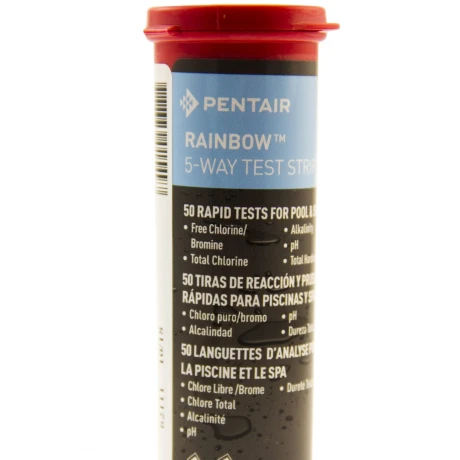 PENTAIR
RAINBOW™
5-WAY TEST
50 RAPID TESTS FOR POOL &
• Free Chlorine/ • Alkalinity
Bromine • pH
• Total Chlorine • Total
50 TIRAS DE REACCIÓN Y
RÁPIDAS PARA PISCINAS Y
• Chloro puro/bromo • pH
• Alcalindad • Dureza
50 LANGUETTES D'ANALYSE
LA PISCINE ET LE SPA
• Chlore Libre /Brome • Dureté
• Chlore Total
• Alcalinité
• pH